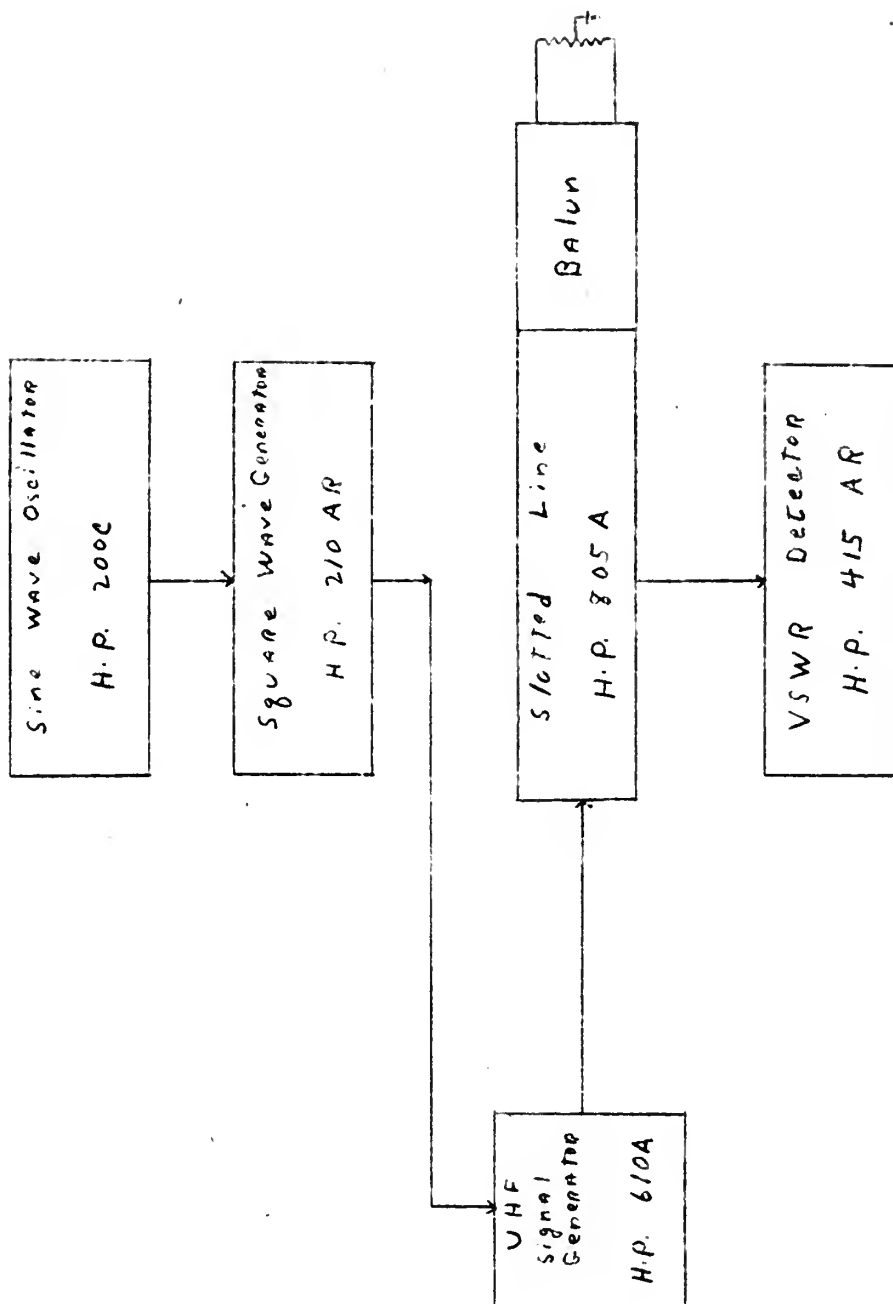 Sine WAVE OscillATOR
H.P. 200C
SQUARE WAVE GenerATOR
H.P. 210 AR
UHF
SignAl
GenerATOR
H.P. 610A
SlOTTed Line
H.P. 805A
BAlun
VSWR DeTecTOR
H.P. 415 AR